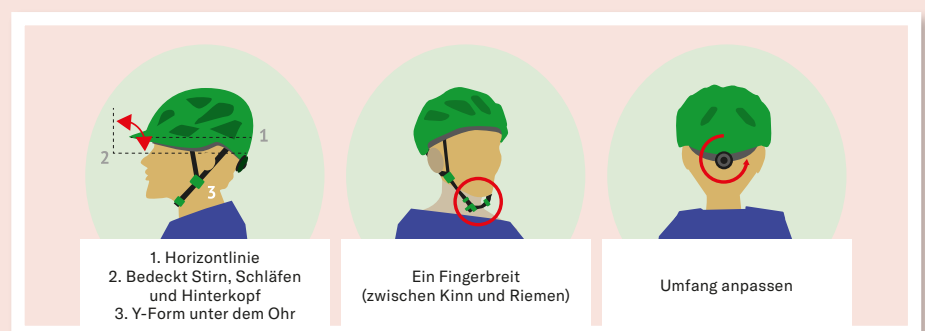 1
2
3
1. Horizontlinie
2. Bedeckt Stirn, Schläfen
und Hinterkopf
3. Y-Form unter dem Ohr
Ein Fingerbreit
(zwischen Kinn und Riemen)
Umfang anpassen